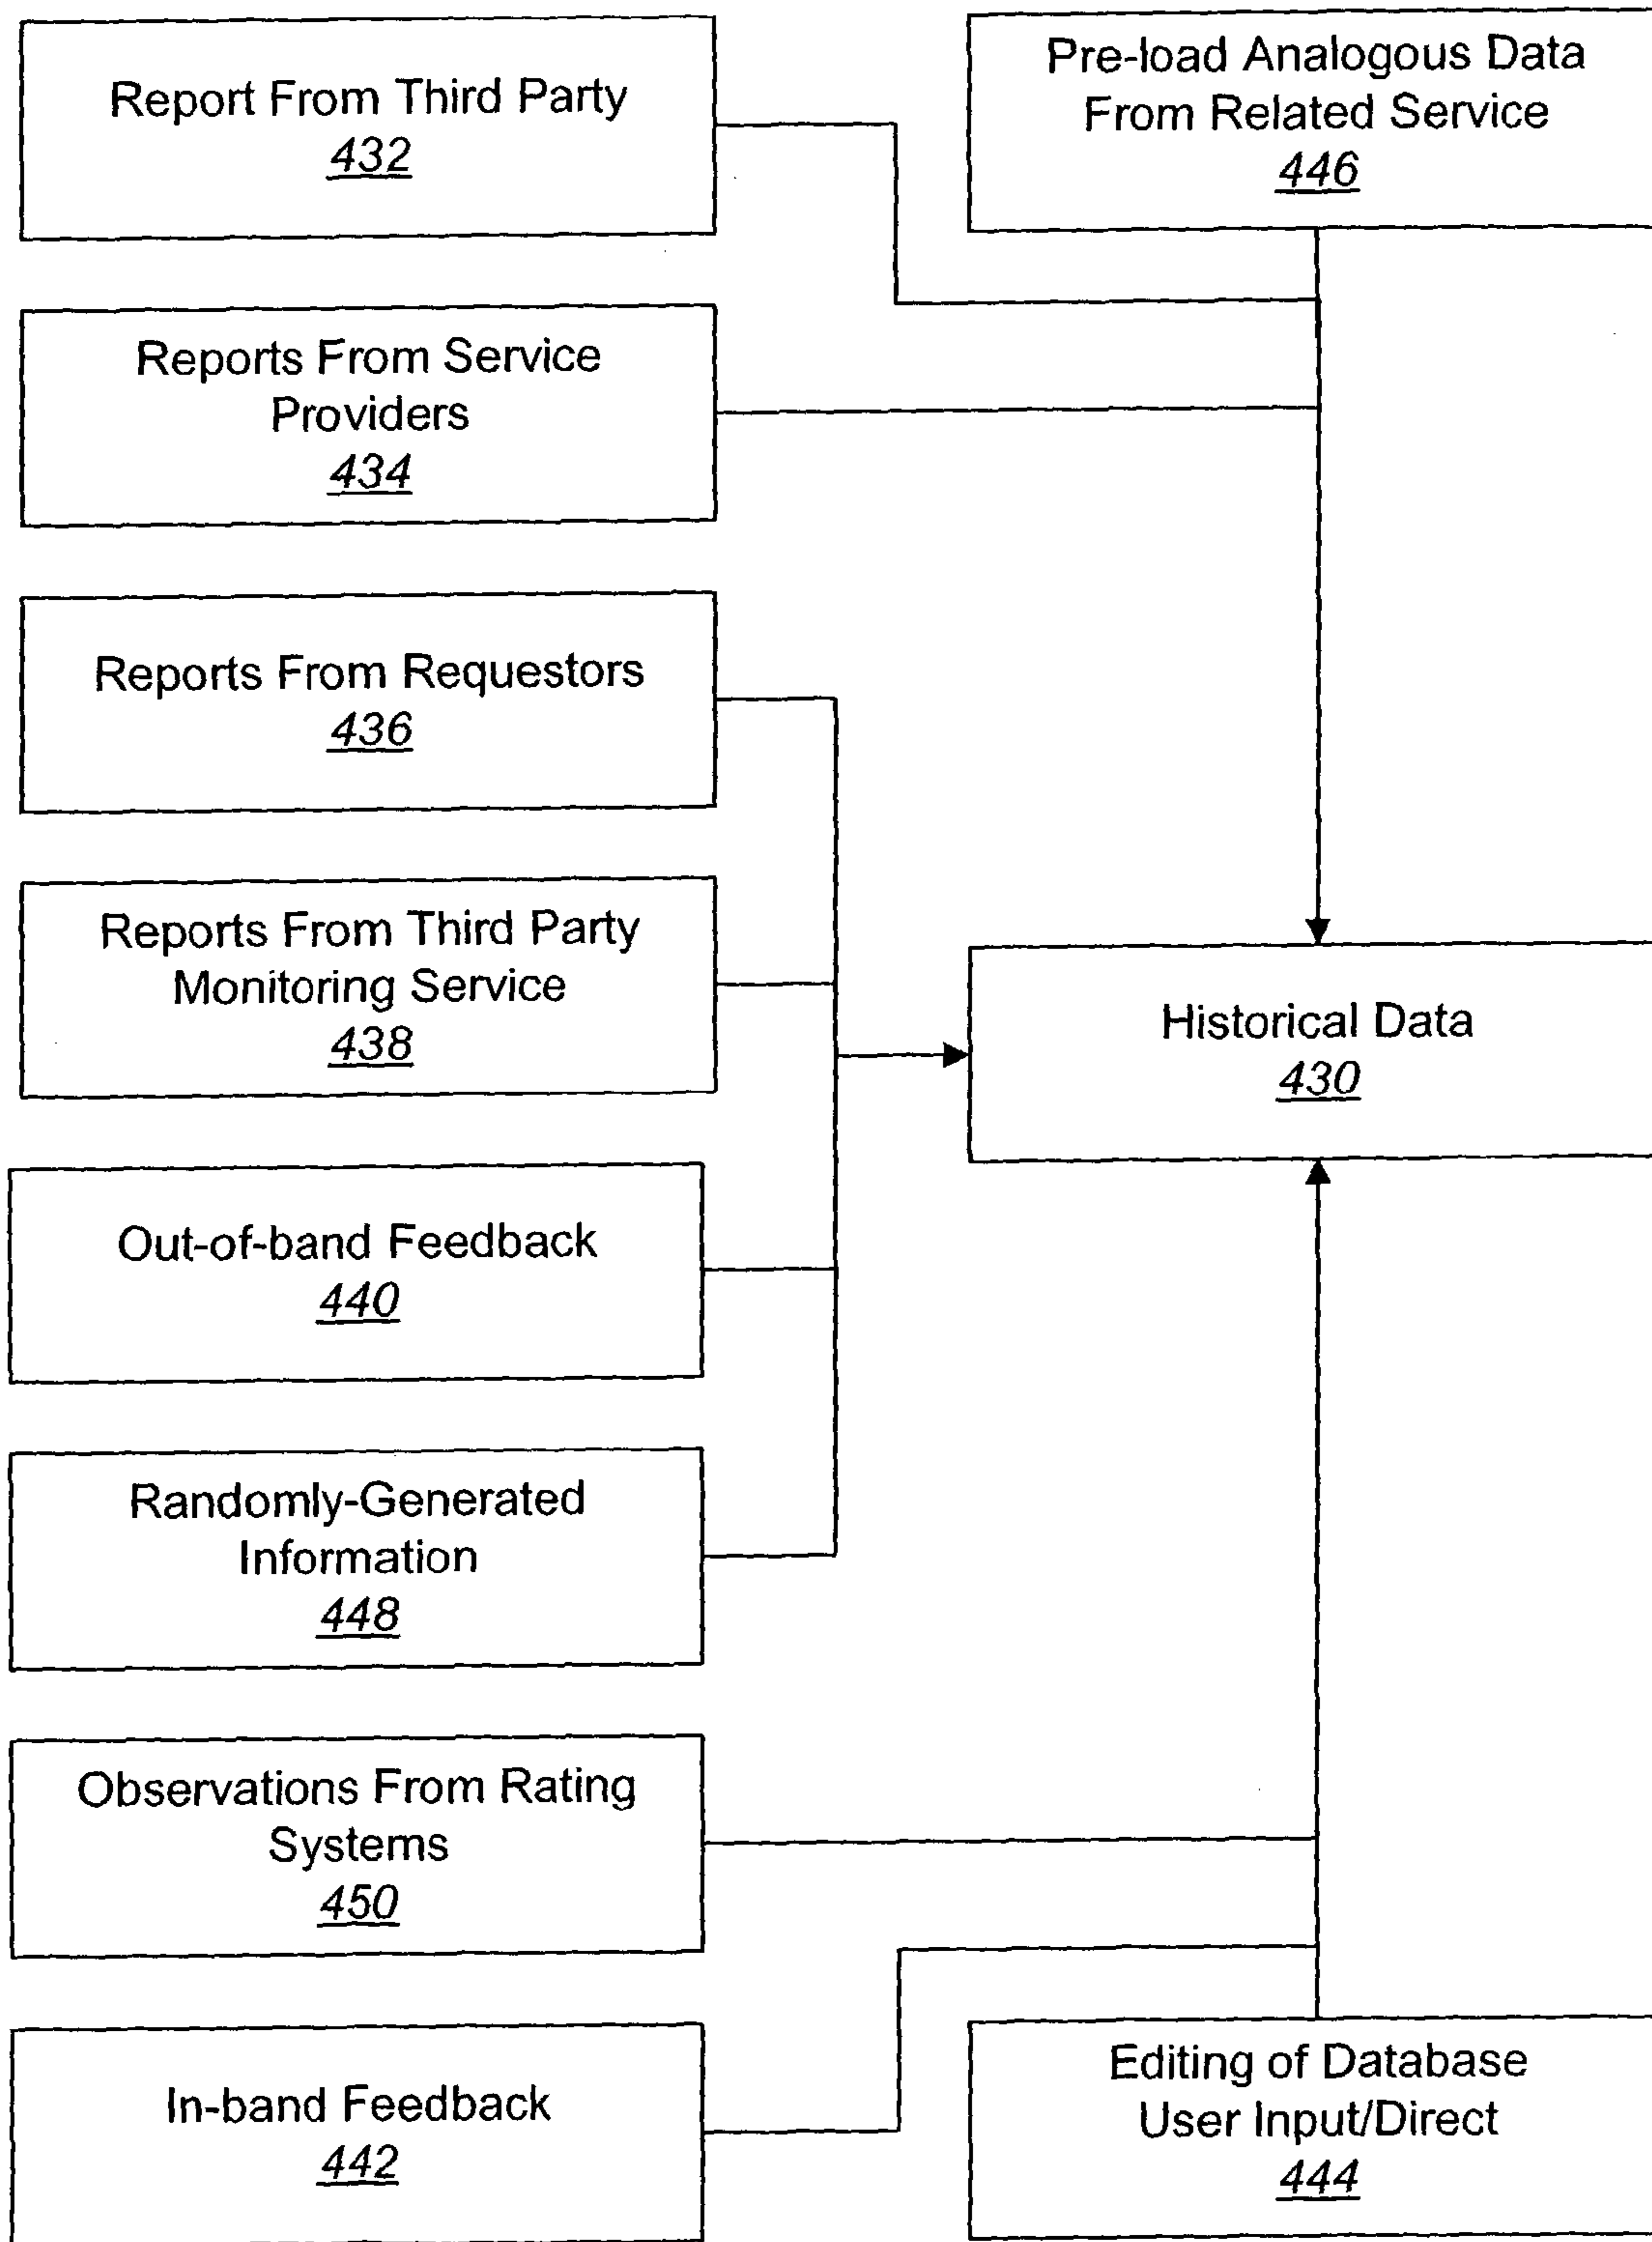 Report From Third Party
432
Pre-load Analogous Data
From Related Service
446
Reports From Service
Providers
434
Reports From Requestors
436
Reports From Third Party
Monitoring Service
438
Historical Data
430
Out-of-band Feedback
440
Randomly-Generated
Information
448
Observations From Rating
Systems
450
In-band Feedback
442
Editing of Database
User Input/Direct
444